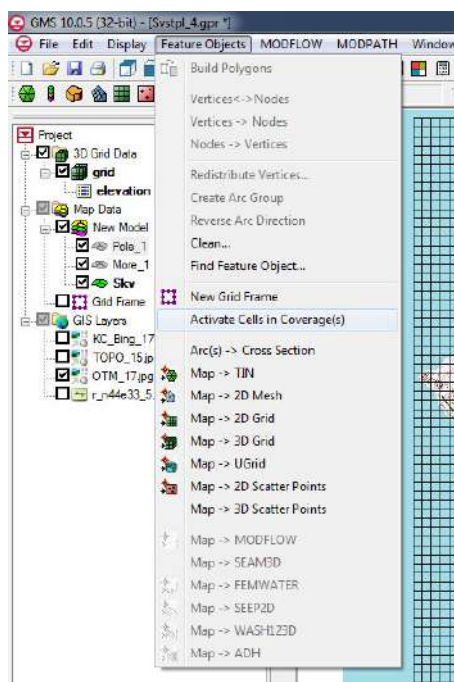 GMS 10.0.5 (32-bit) - [Svstpl_4.gpr *]
File Edit Display Feature Objects MODFLOW MODPATH Window
Build Polygons
Vertices<->Nodes
Vertices -> Nodes
Nodes -> Vertices
Redistribute Vertices...
Create Arc Group
Reverse Arc Direction
Clean...
Find Feature Object...
New Grid Frame
Activate Cells in Coverage(s)
Arc(s) -> Cross Section
Map -> TIN
Map -> 2D Mesh
Map -> 2D Grid
Map -> 3D Grid
Map -> UGrid
Map -> 2D Scatter Points
Map -> 3D Scatter Points
Map -> MODFLOW
Map -> SEAM3D
Map -> FEMWATER
Map -> SEEP2D
Map -> WASH123D
Map -> ADH
Project
3D Grid Data
grid
elevation
Map Data
New Model
Pole_1
More_1
Skv
Grid Frame
GIS Layers
KC_Bing_17
TOPO_15.jp
OTM_17.jpg
r_n44e33_5.